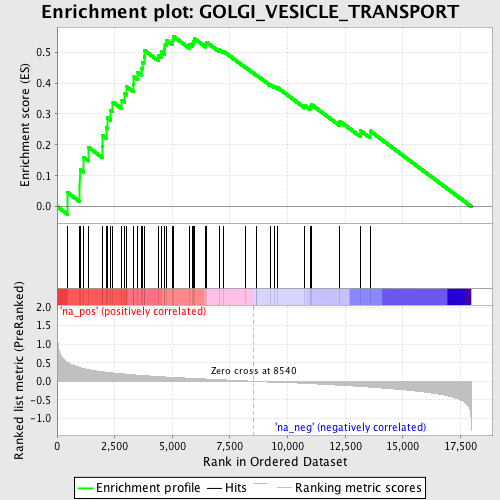 Enrichment plot: GOLGI_VESICLE_TRANSPORT
Enrichment score (ES)
0.5
0.4
0.3
0.2
0.1
0.0
'na_pos' (positively correlated)
Ranked list metric (PreRanked)
2.0
1.5
1.0
0.5
0.0
-0.5
-1.0
Zero cross at 8540
'na_neg' (negatively correlated)
0 2,500 5,000 7,500 10,000 12,500 15,000 17,500
Rank in Ordered Dataset
Enrichment profile Hits Ranking metric scores